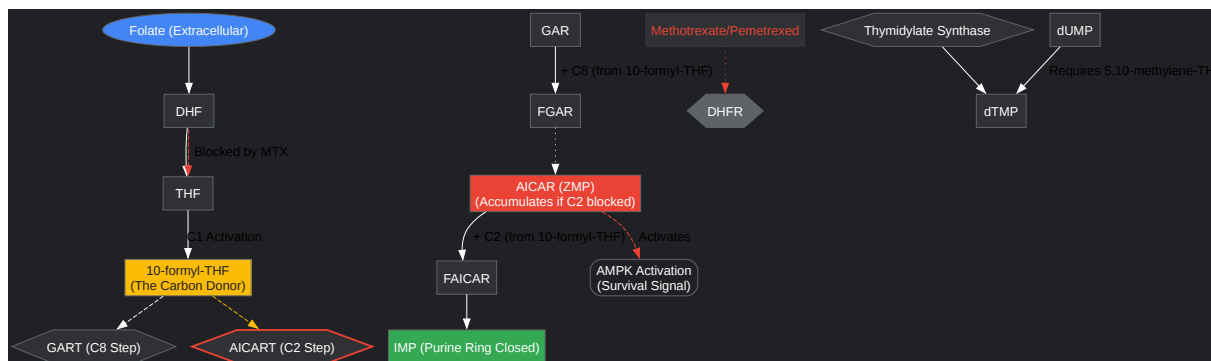 Folate (Extracellular)
DHF
Blocked by MTX
THF
C1 Activation
10-formyl-THF
(The Carbon Donor)
GART (C8 Step)
AICART (C2 Step)
GAR
+ C8 (from 10-formyl-THF)
FGAR
AICAR (ZMP)
(Accumulates if C2 blocked)
+ C2 (from 10-formyl-THF)
Activates
FAICAR
AMPK Activation
(Survival Signal)
IMP (Purine Ring Closed)
Methotrexate/Pemetrexed
DHFR
Thymidylate Synthase
dUMP
Requires 5,10-methylene-TH
dTMP